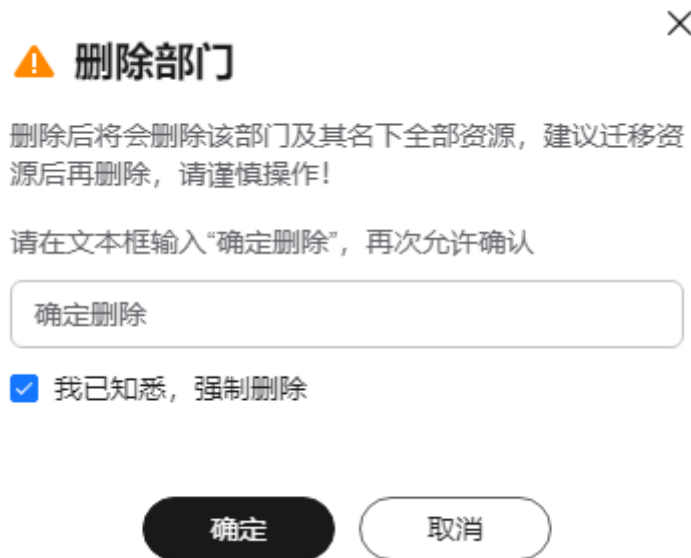 删除部门
删除后将会删除该部门及其名下全部资源，建议迁移资
源后再删除，请谨慎操作！
请在文本框输入“确定删除”，再次允许确认
确定删除
我已知悉，强制删除
确定
取消